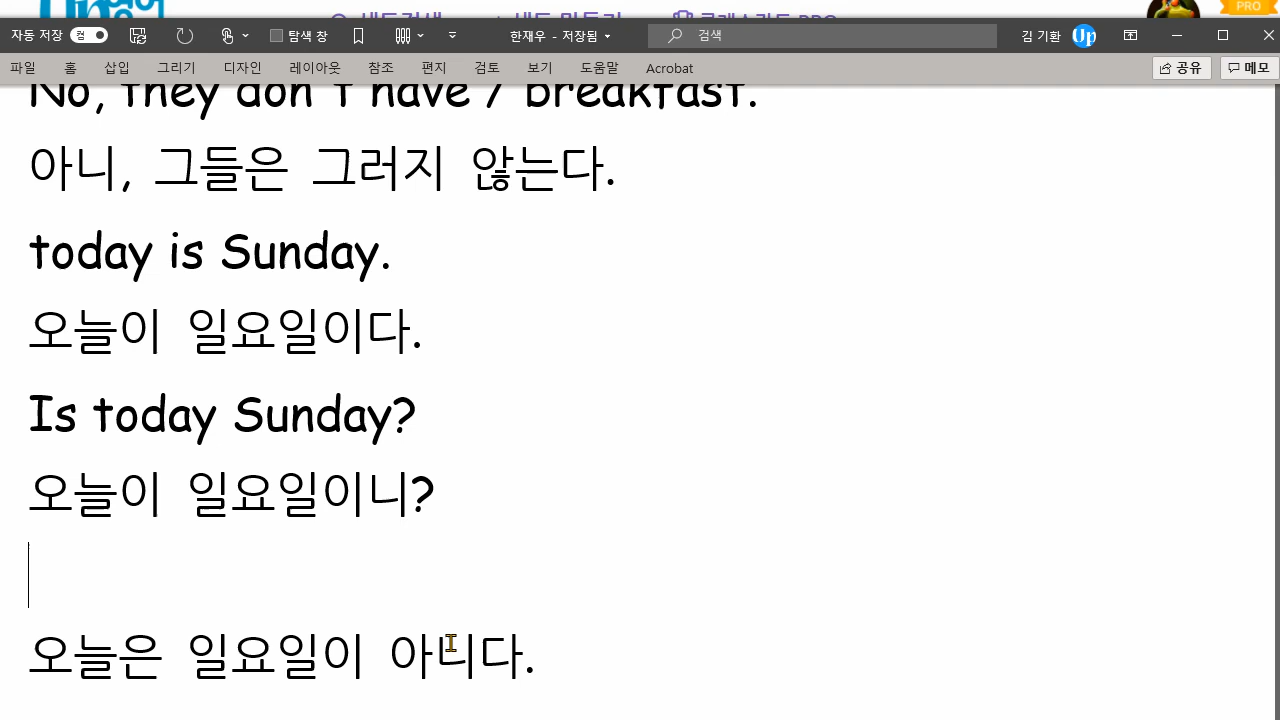 PRO
자동 저장 탐색 창 한재우 - 저장됨 검색 김 기환
파일 홈 삽입 그리기 디자인 레이아웃 참조 편지 검토 보기 도움말 Acrobat 공유 메모
No, they don't have / breakfast.
아니, 그들은 그러지 않는다.
today is Sunday.
오늘이 일요일이다.
Is today Sunday?
오늘이 일요일이니?
오늘은 일요일이 아니다.